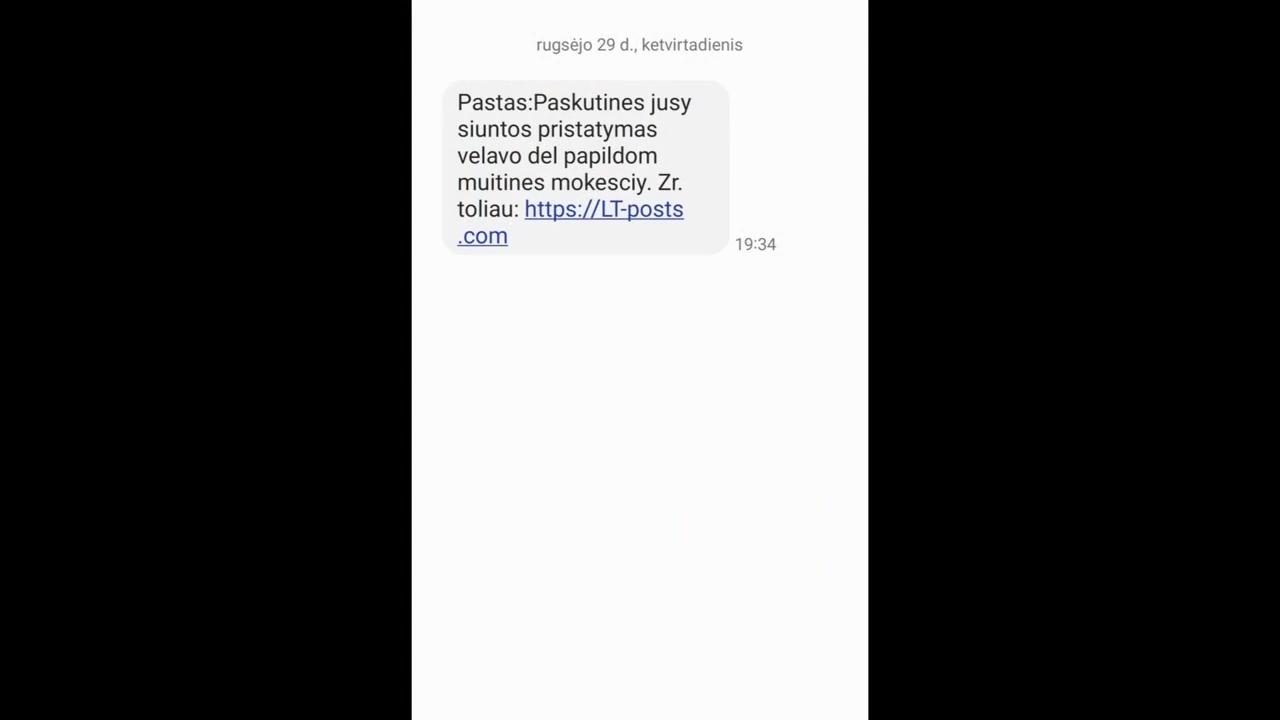 rugsėjo 29 d., ketvirtadienis
Pastas:Paskutines jusy
siuntos pristatymas
velavo del papildom
muitines mokesciy. Zr.
toliau: https://LT-posts
.com
19:34